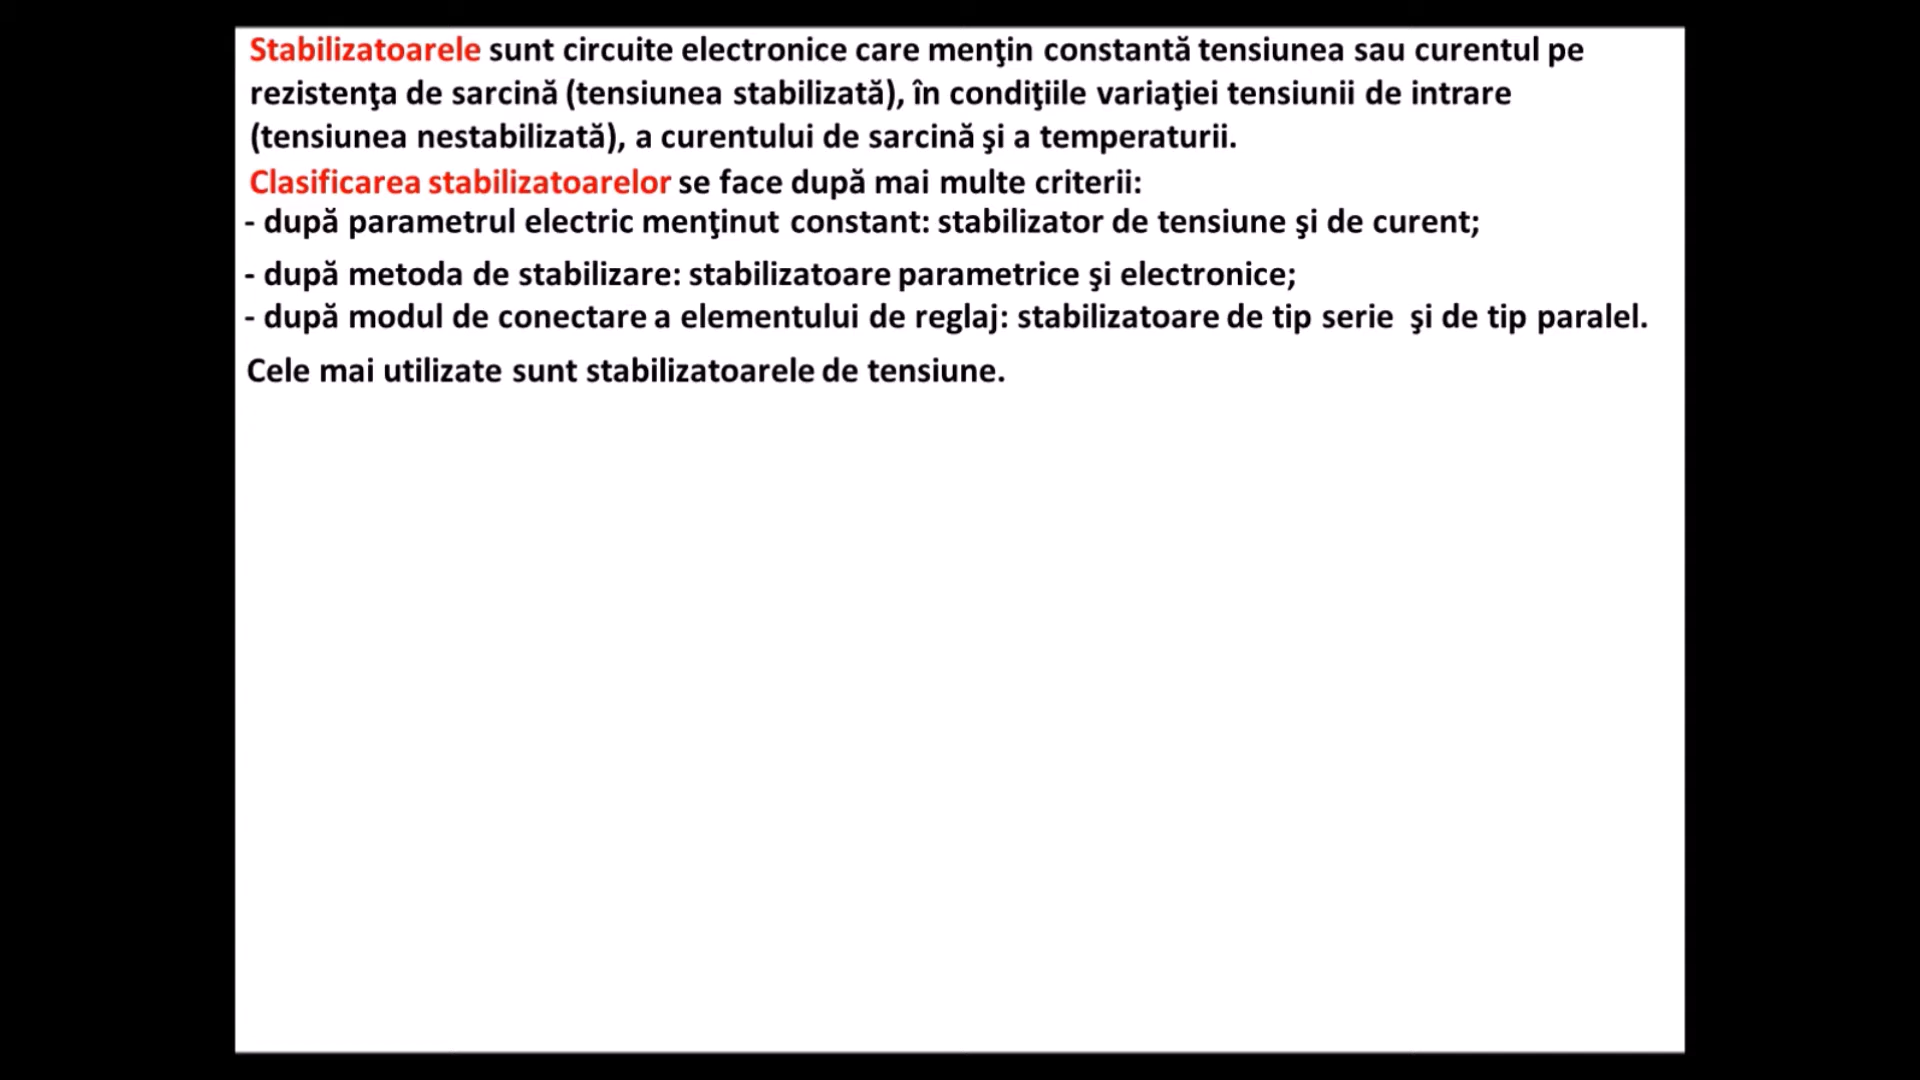 Stabilizatoarele sunt circuite electronice care menţin constantă tensiunea sau curentul pe
rezistenţa de sarcină (tensiunea stabilizată), în condiţiile variaţiei tensiunii de intrare
(tensiunea nestabilizată), a curentului de sarcină şi a temperaturii.
Clasificarea stabilizatoarelor se face după mai multe criterii:
- după parametrul electric menţinut constant: stabilizator de tensiune şi de curent;
- după metoda de stabilizare: stabilizatoare parametrice şi electronice;
- după modul de conectare a elementului de reglaj: stabilizatoare de tip serie şi de tip paralel.
Cele mai utilizate sunt stabilizatoarele de tensiune.